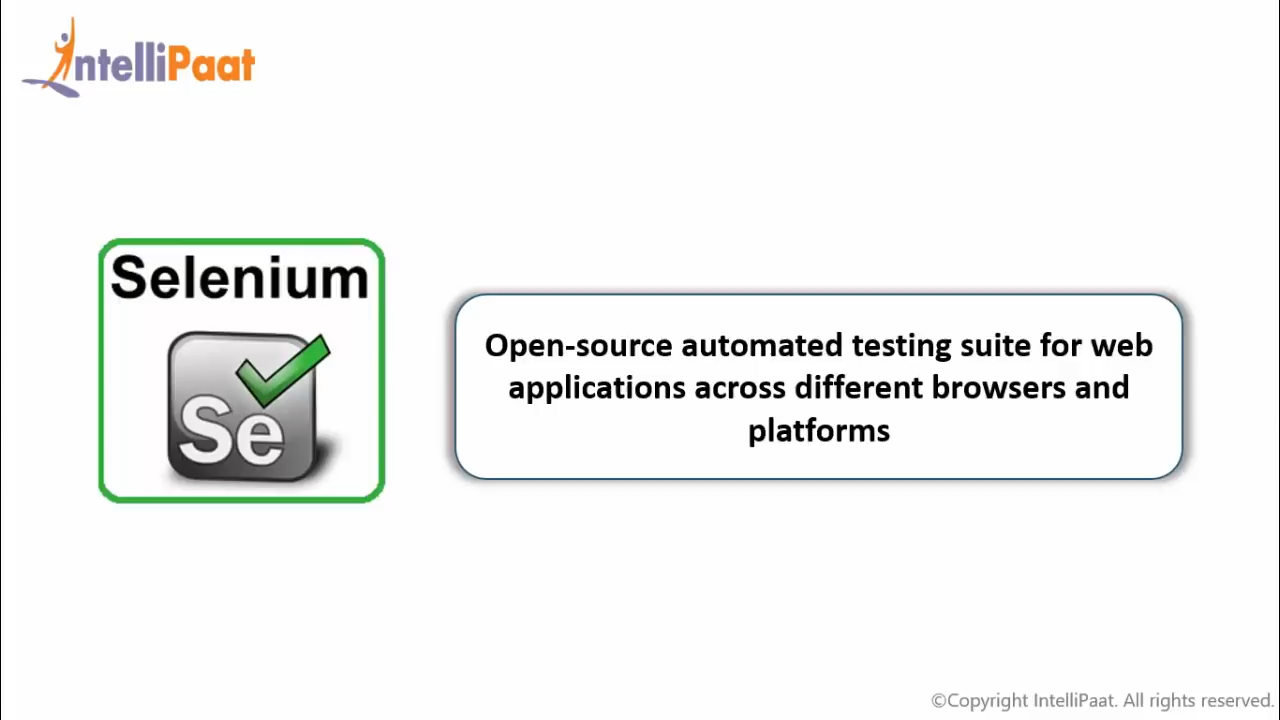 IntelliPaat
Selenium
Se
Open-source automated testing suite for web
applications across different browsers and
platforms
©Copyright IntelliPaat. All rights reserved.